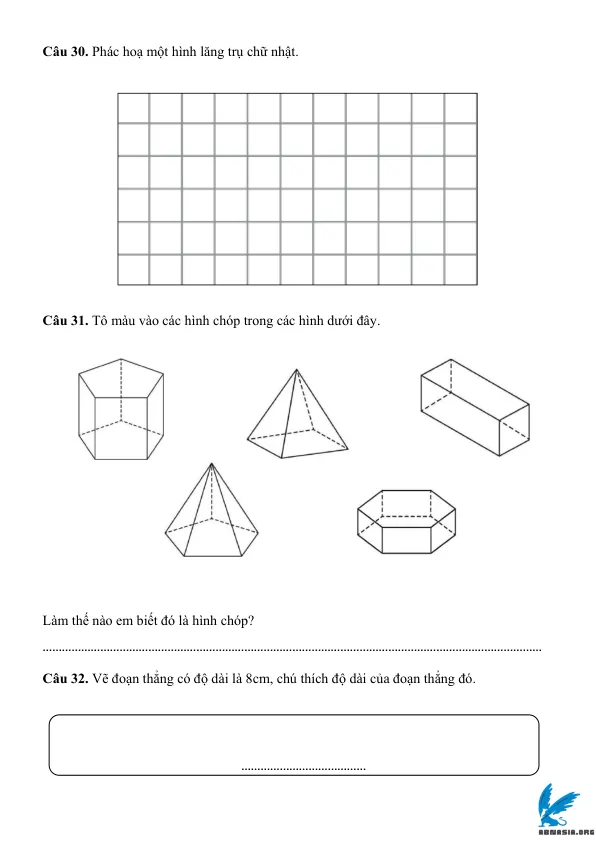 Câu 30. Phác hoạ một hình lăng trụ chữ nhật.
Câu 31. Tô màu vào các hình chóp trong các hình dưới đây.
Làm thế nào em biết đó là hình chóp?
Câu 32. Vẽ đoạn thẳng có độ dài là 8cm, chú thích độ dài của đoạn thẳng đó.
ABNASIA.ORG